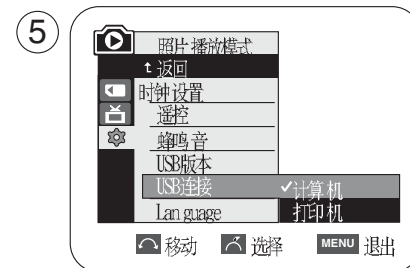 5
照片播放模式
返回
时钟设置
遥控
蜂鸣音
USB版本
USB连接 ✓计算机
Language 打印机
移动 选择 MENU 退出